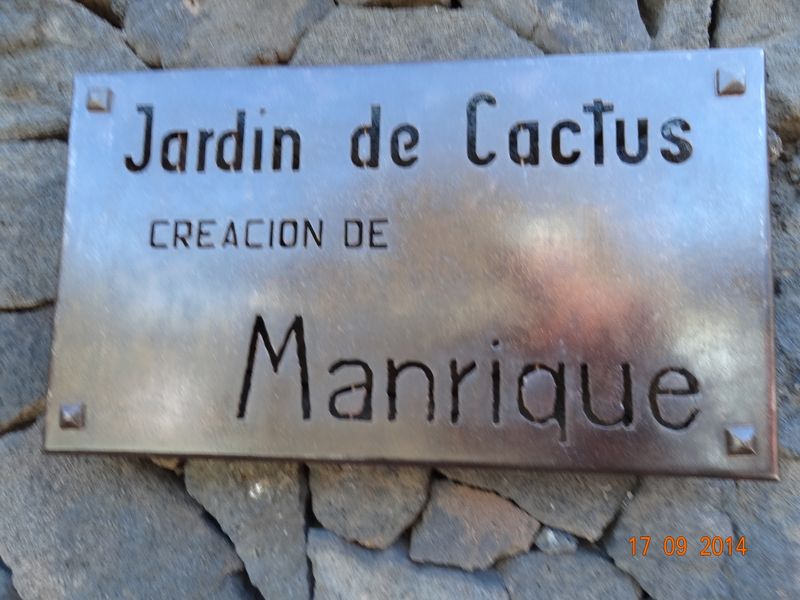 Jardin de Cactus
CREACION DE
Manrique
17 09 2014